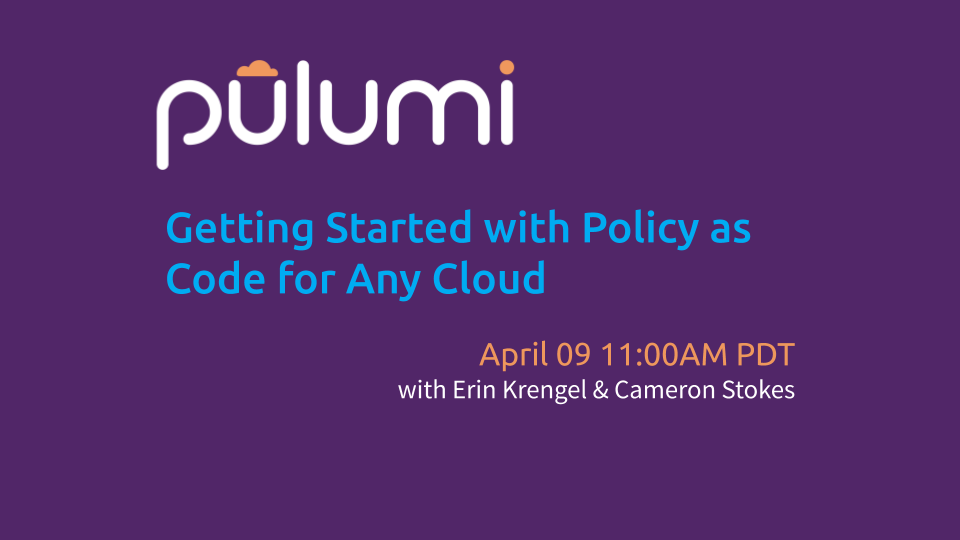 pulumi
Getting Started with Policy as
Code for Any Cloud
April 09 11:00AM PDT
with Erin Krengel & Cameron Stokes